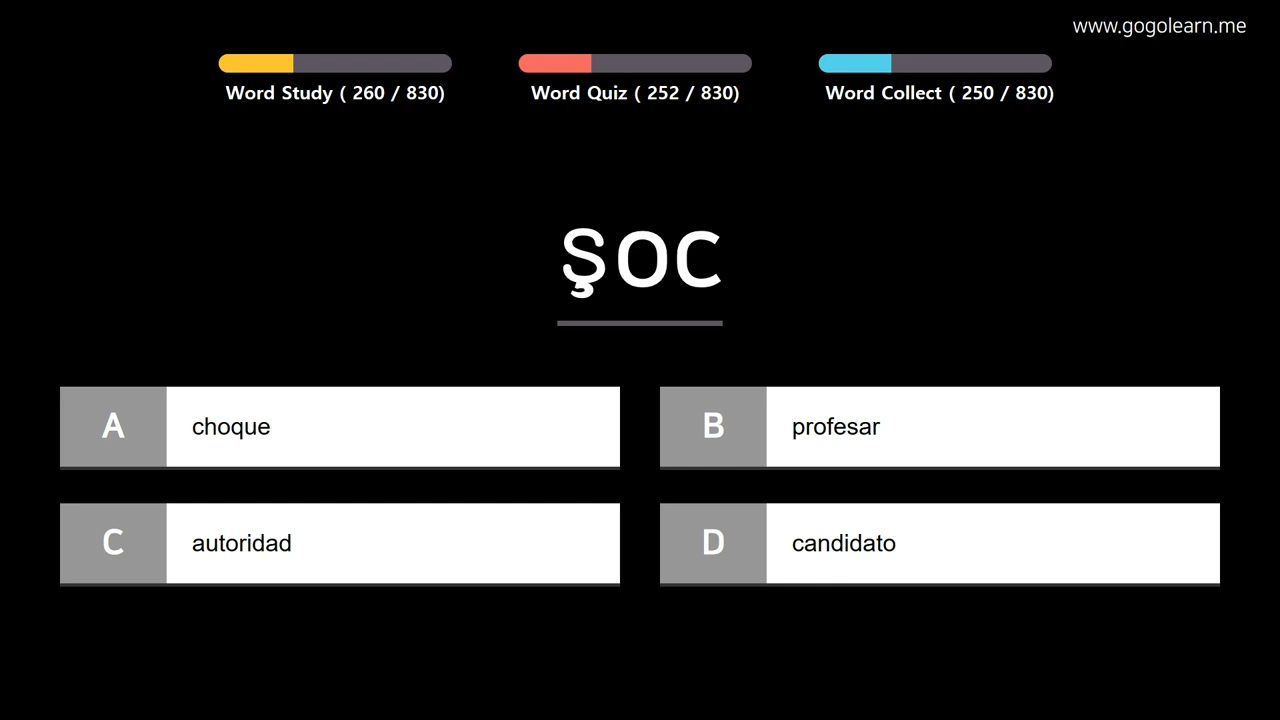 www.gogolearn.me
Word Study ( 260 / 830)
Word Quiz ( 252 / 830)
Word Collect ( 250 / 830)
şoc
A choque
B profesar
C autoridad
D candidato